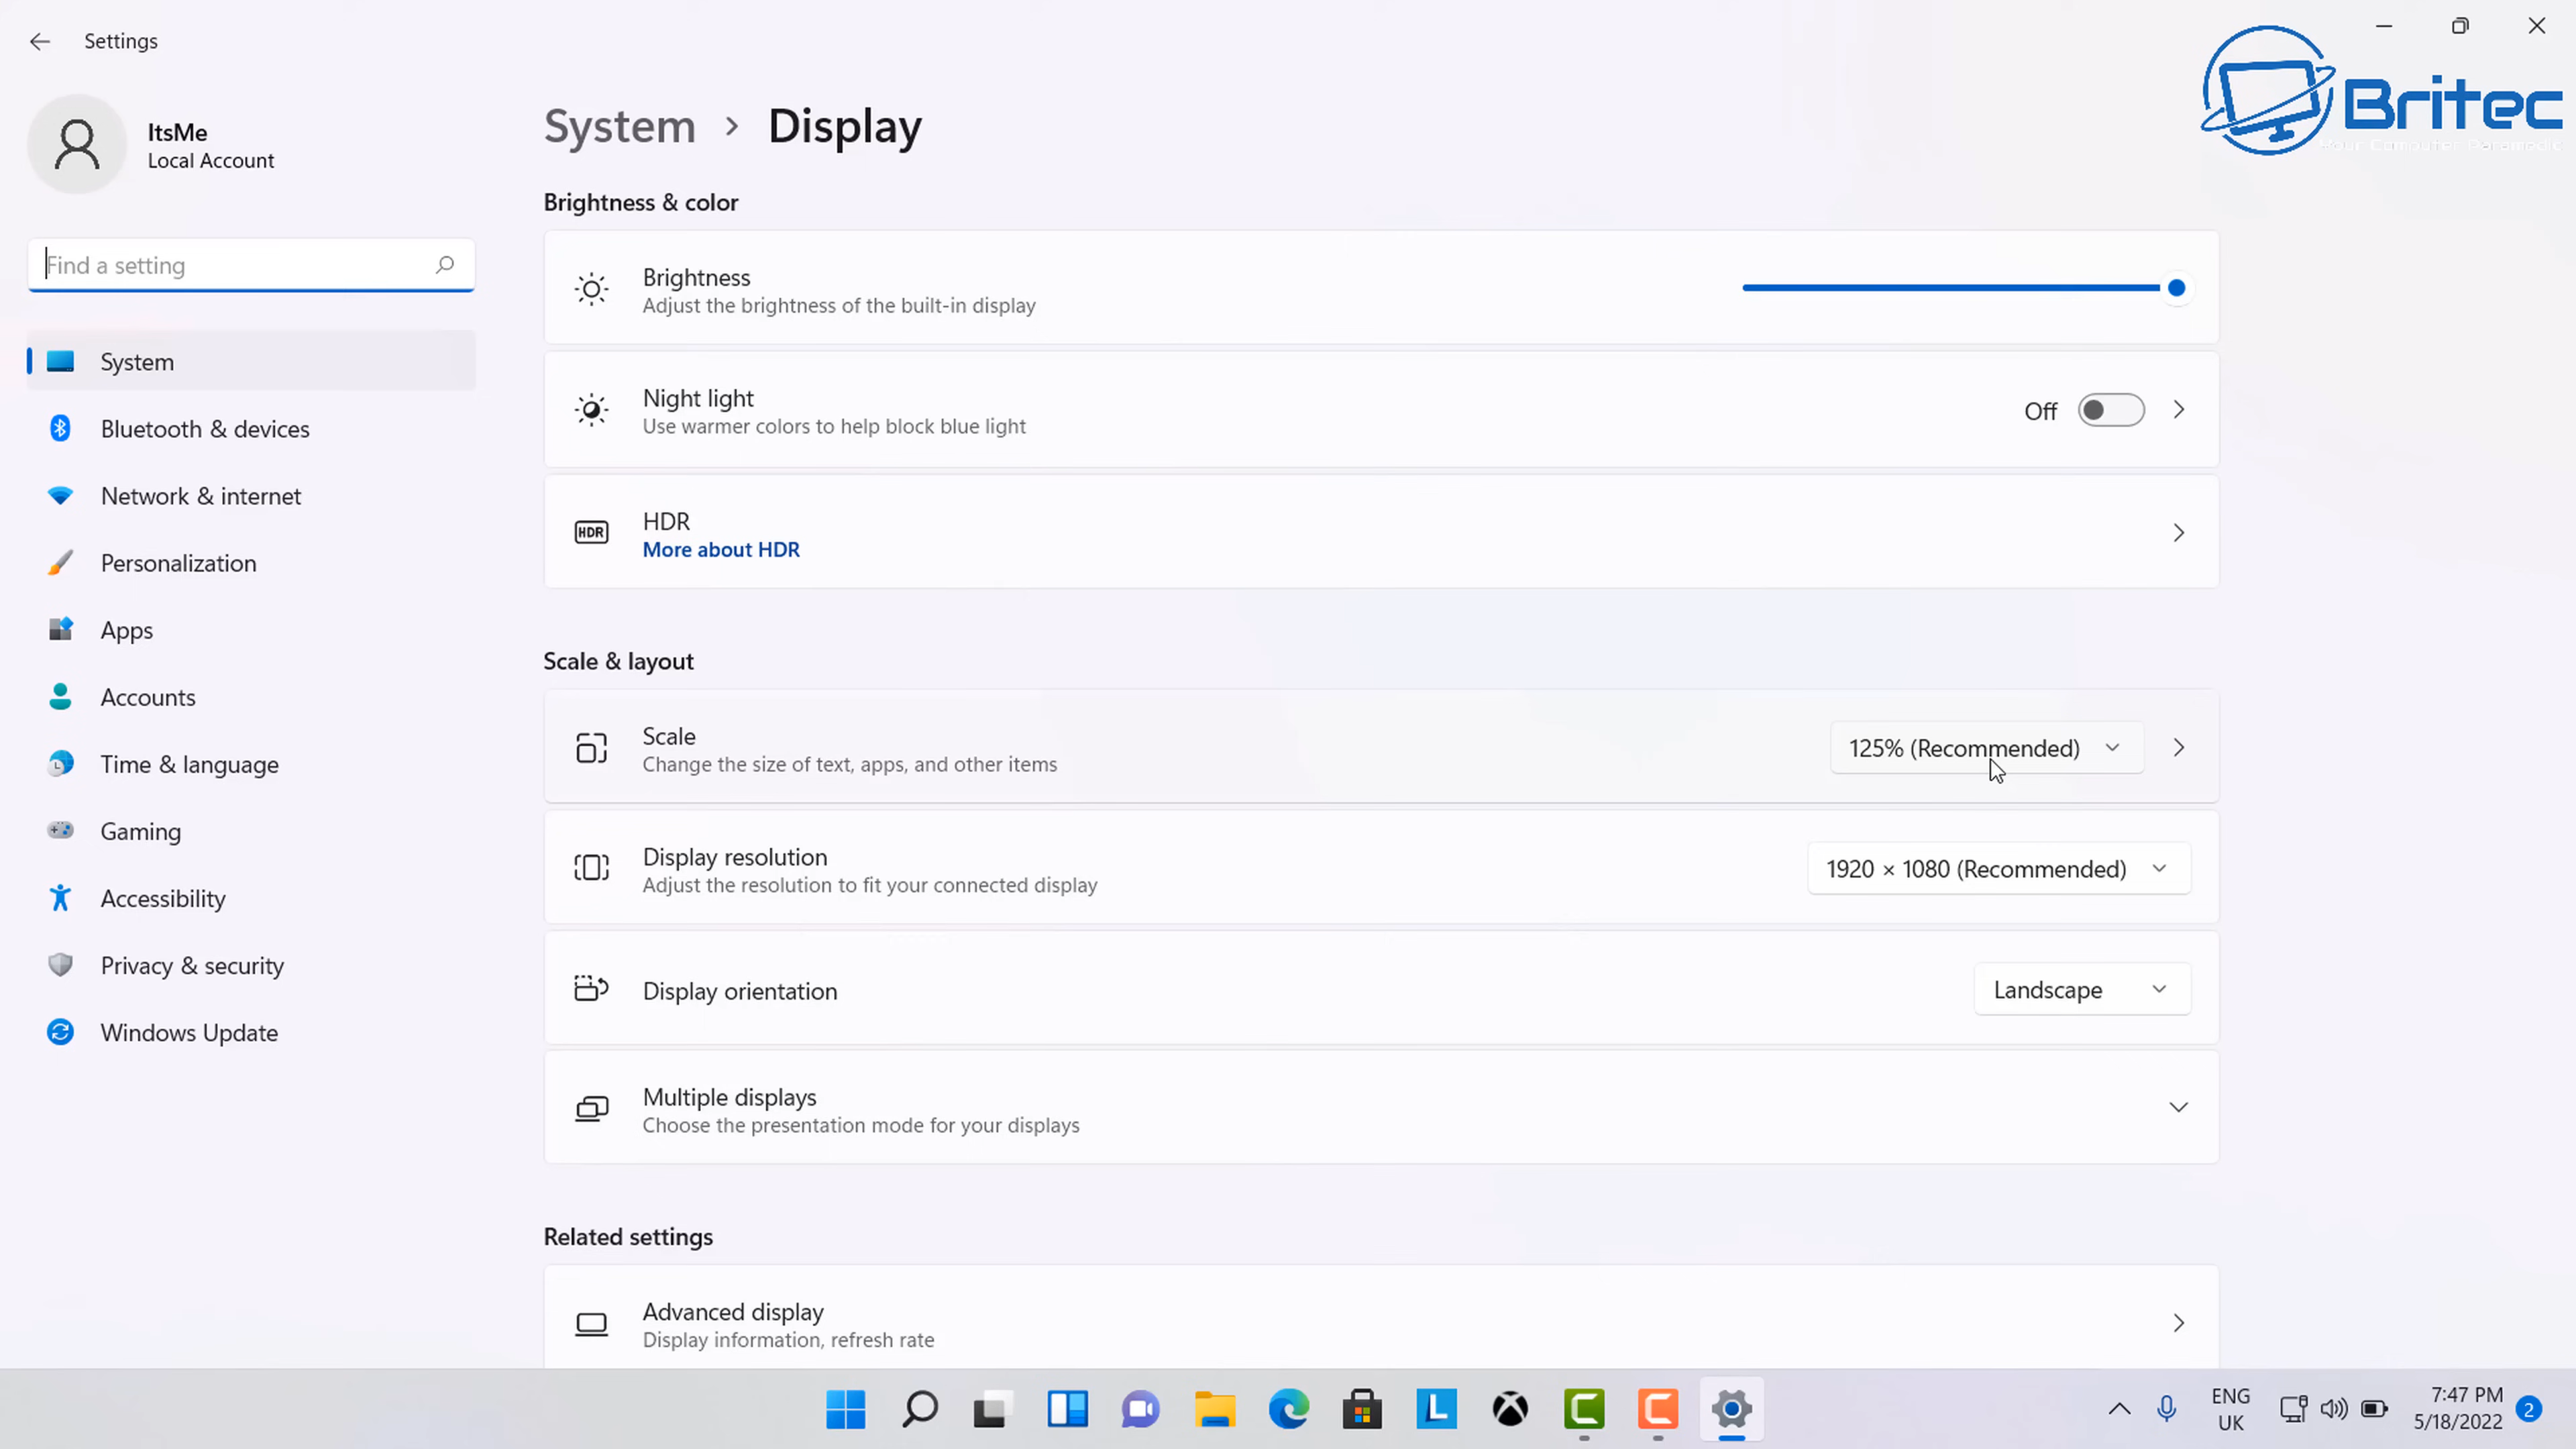 Settings
ItsMe
Local Account
Find a setting
System
Bluetooth & devices
Network & internet
Personalization
Apps
Accounts
Time & language
Gaming
Accessibility
Privacy & security
Windows Update
System > Display
Brightness & color
Brightness
Adjust the brightness of the built-in display
Night light
Use warmer colors to help block blue light
Off
HDR
HDR
More about HDR
Scale & layout
Scale
Change the size of text, apps, and other items
125% (Recommended)
Display resolution
Adjust the resolution to fit your connected display
1920 × 1080 (Recommended)
Display orientation
Landscape
Multiple displays
Choose the presentation mode for your displays
Related settings
Advanced display
Display information, refresh rate
Britec
Your Computer Paramedic
L
C
C
ENG
UK
7:47 PM
5/18/2022
2